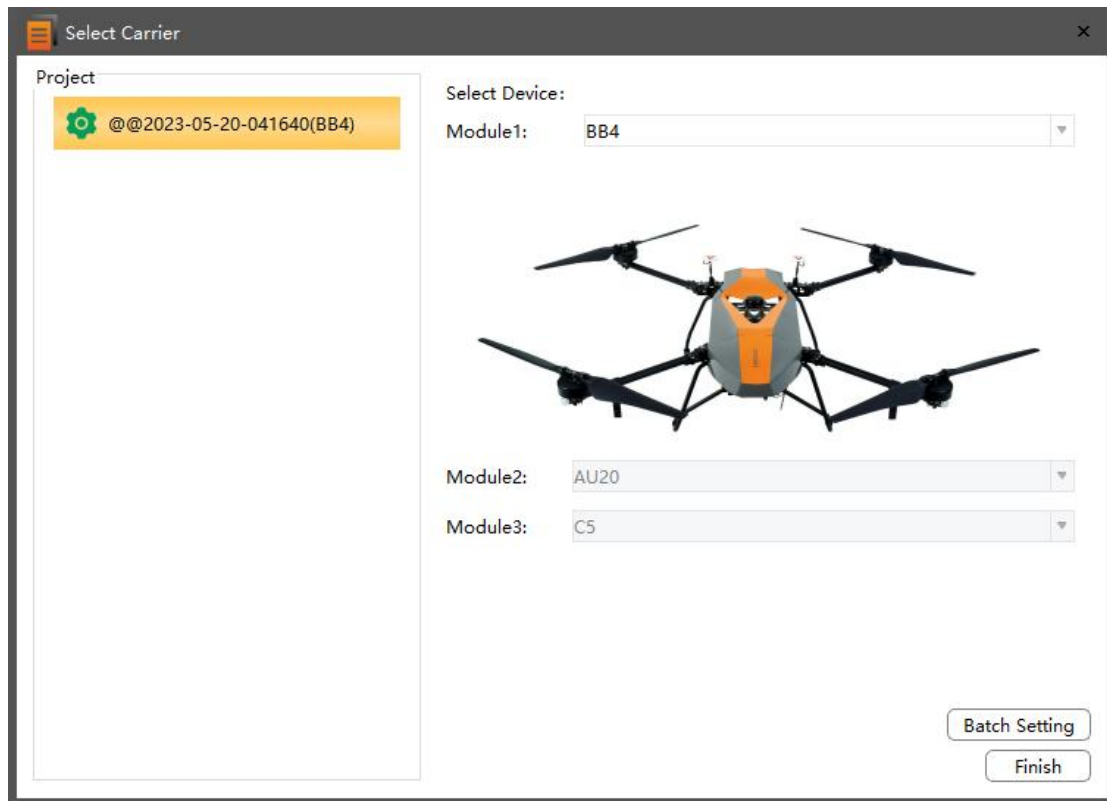 Select Carrier
Project
@@2023-05-20-041640(BB4)
Select Device:
Module1: BB4
Module2: AU20
Module3: C5
Batch Setting
Finish